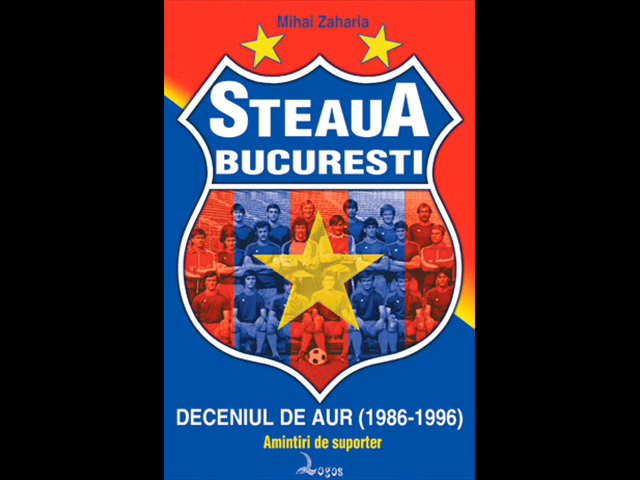 Mihai Zaharia
STEAUA
BUCURESTI
DECENIUL DE AUR (1986-1996)
Amintiri de suporter
Logos